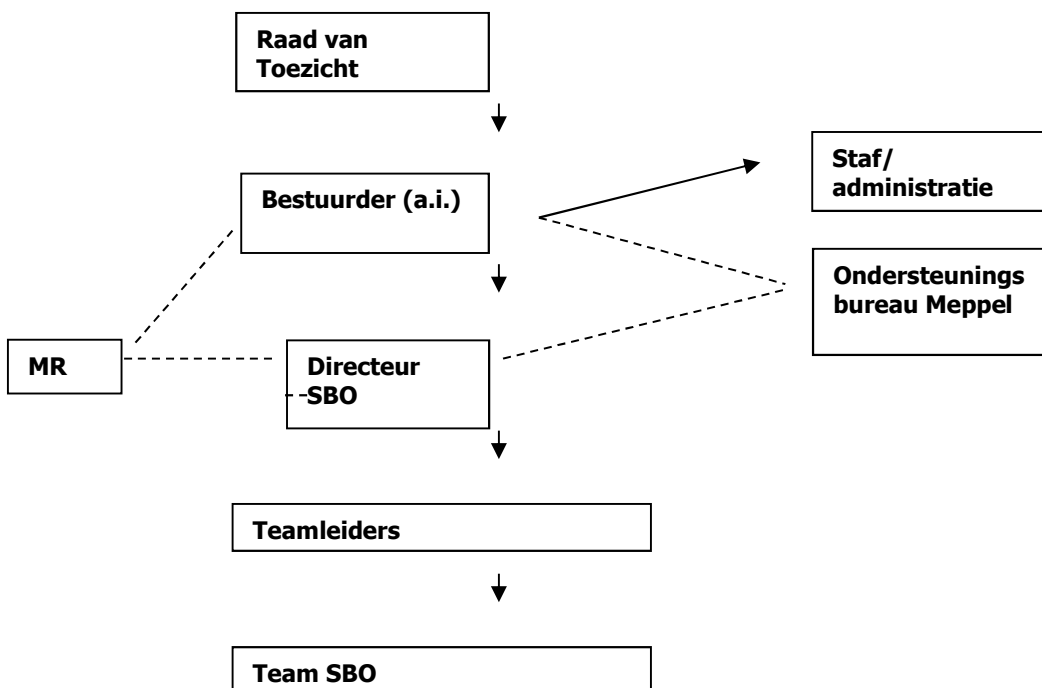 Raad van
Toezicht
Bestuurder (a.i.)
Staf/
administratie
Ondersteunings
bureau Meppel
MR
Directeur
SBO
Teamleiders
Team SBO